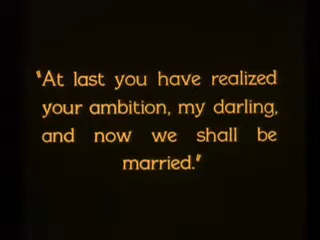 "At last you have realized
your ambition, my darling,
and now we shall be
married."